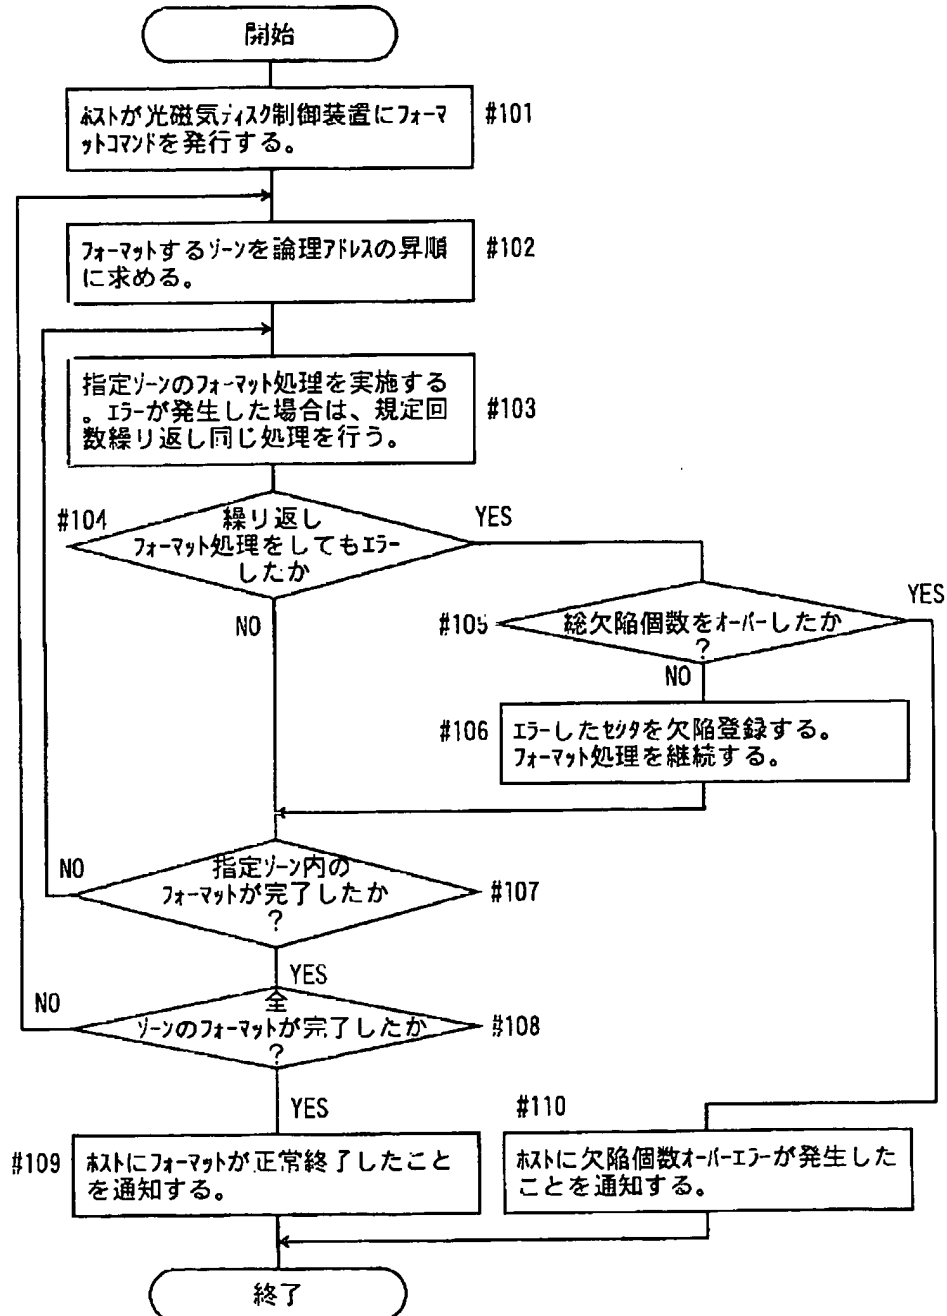 開始
ホストが光磁気ディスク制御装置にフォーマ
ットコマンドを発行する。
#101
フォーマットするゾーンを論理アドレスの昇順
に求める。
#102
指定ゾーンのフォーマット処理を実施する
。エラーが発生した場合は、規定回
数繰り返し同じ処理を行う。
#103
#104
繰り返し
フォーマット処理をしてもエラー
したか
YES
NO
#105
総欠陥個数をオーバーしたか
?
YES
NO
#106
エラーしたセクタを欠陥登録する。
フォーマット処理を継続する。
NO
指定ゾーン内の
フォーマットが完了したか
?
#107
YES
NO
全
ゾーンのフォーマットが完了したか
?
#108
YES
#110
#109
ホストにフォーマットが正常終了したこと
を通知する。
ホストに欠陥個数オーバーエラーが発生した
ことを通知する。
終了